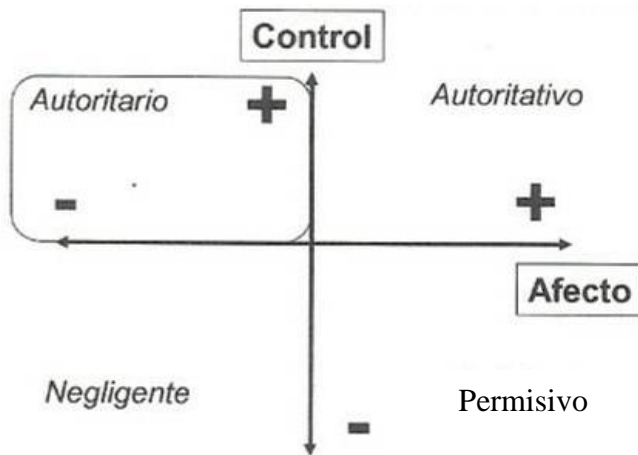 Control
Autoritario
+
Autoritativo
-
+
Afecto
Negligente
Permisivo
-